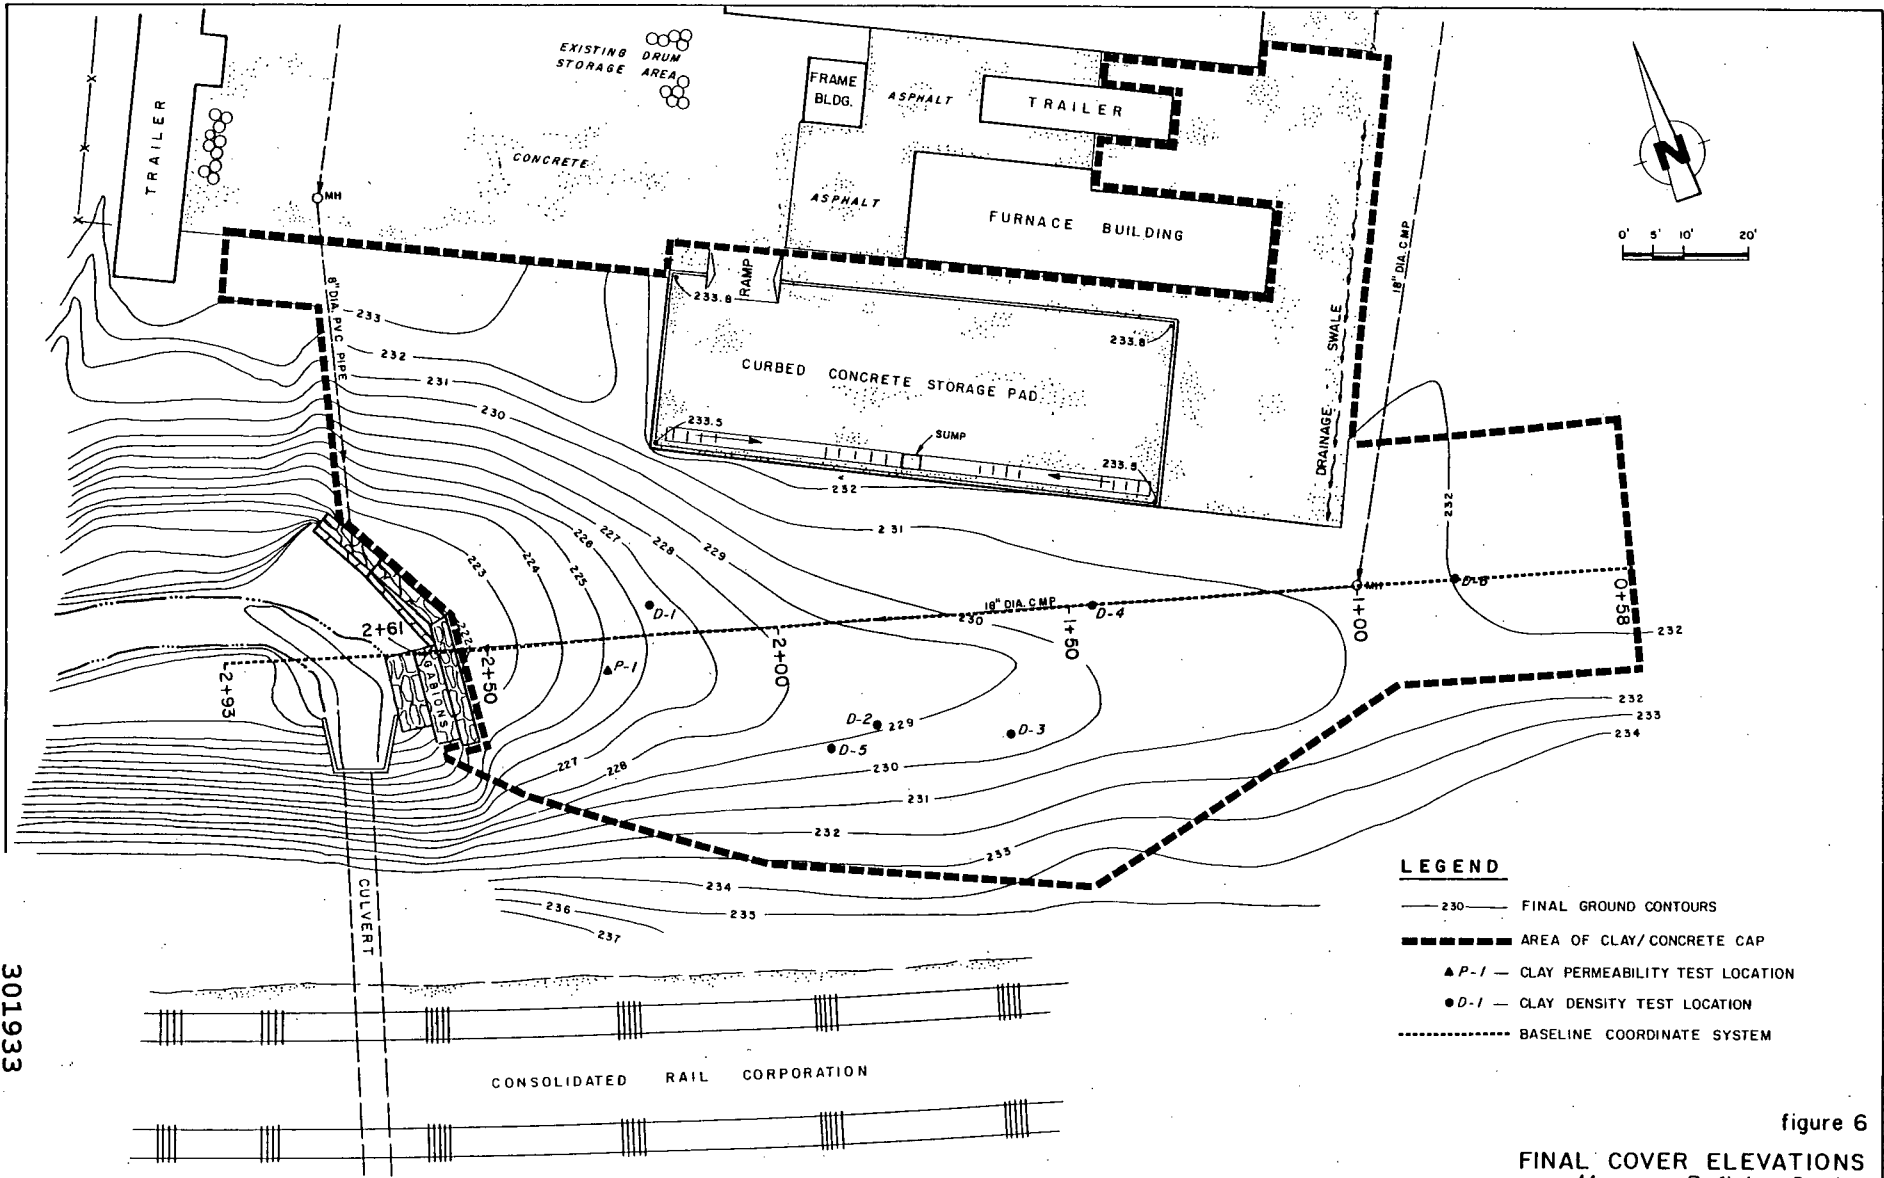 EXISTING DRUM
STORAGE AREA
FRAME
BLDG.
ASPHALT
TRAILER
TRAILER
CONCRETE
MH
ASPHALT
FURNACE BUILDING
N
0' 5' 10' 20'
18" DIA. CMP
RAMP
8" DIA. PVC PIPE
233
233.8
233.8
232
231
230
CURBED CONCRETE STORAGE PAD
DRAINAGE SWALE
233.5
SUMP
233.5
232
231
232
229
228
227
226
225
224
223
222
D-1
18" DIA. CMP
230
D-4
MH
D-6
0+58
1+00
1+50
2+00
2+50
2+61
2+93
232
P-1
GABIONS
D-2
229
D-3
D-5
232
233
234
227
228
230
231
232
233
234
235
236
237
CULVERT
LEGEND
230 FINAL GROUND CONTOURS
AREA OF CLAY/CONCRETE CAP
P-1 — CLAY PERMEABILITY TEST LOCATION
D-1 — CLAY DENSITY TEST LOCATION
BASELINE COORDINATE SYSTEM
CONSOLIDATED RAIL CORPORATION
301933
figure 6
FINAL COVER ELEVATIONS